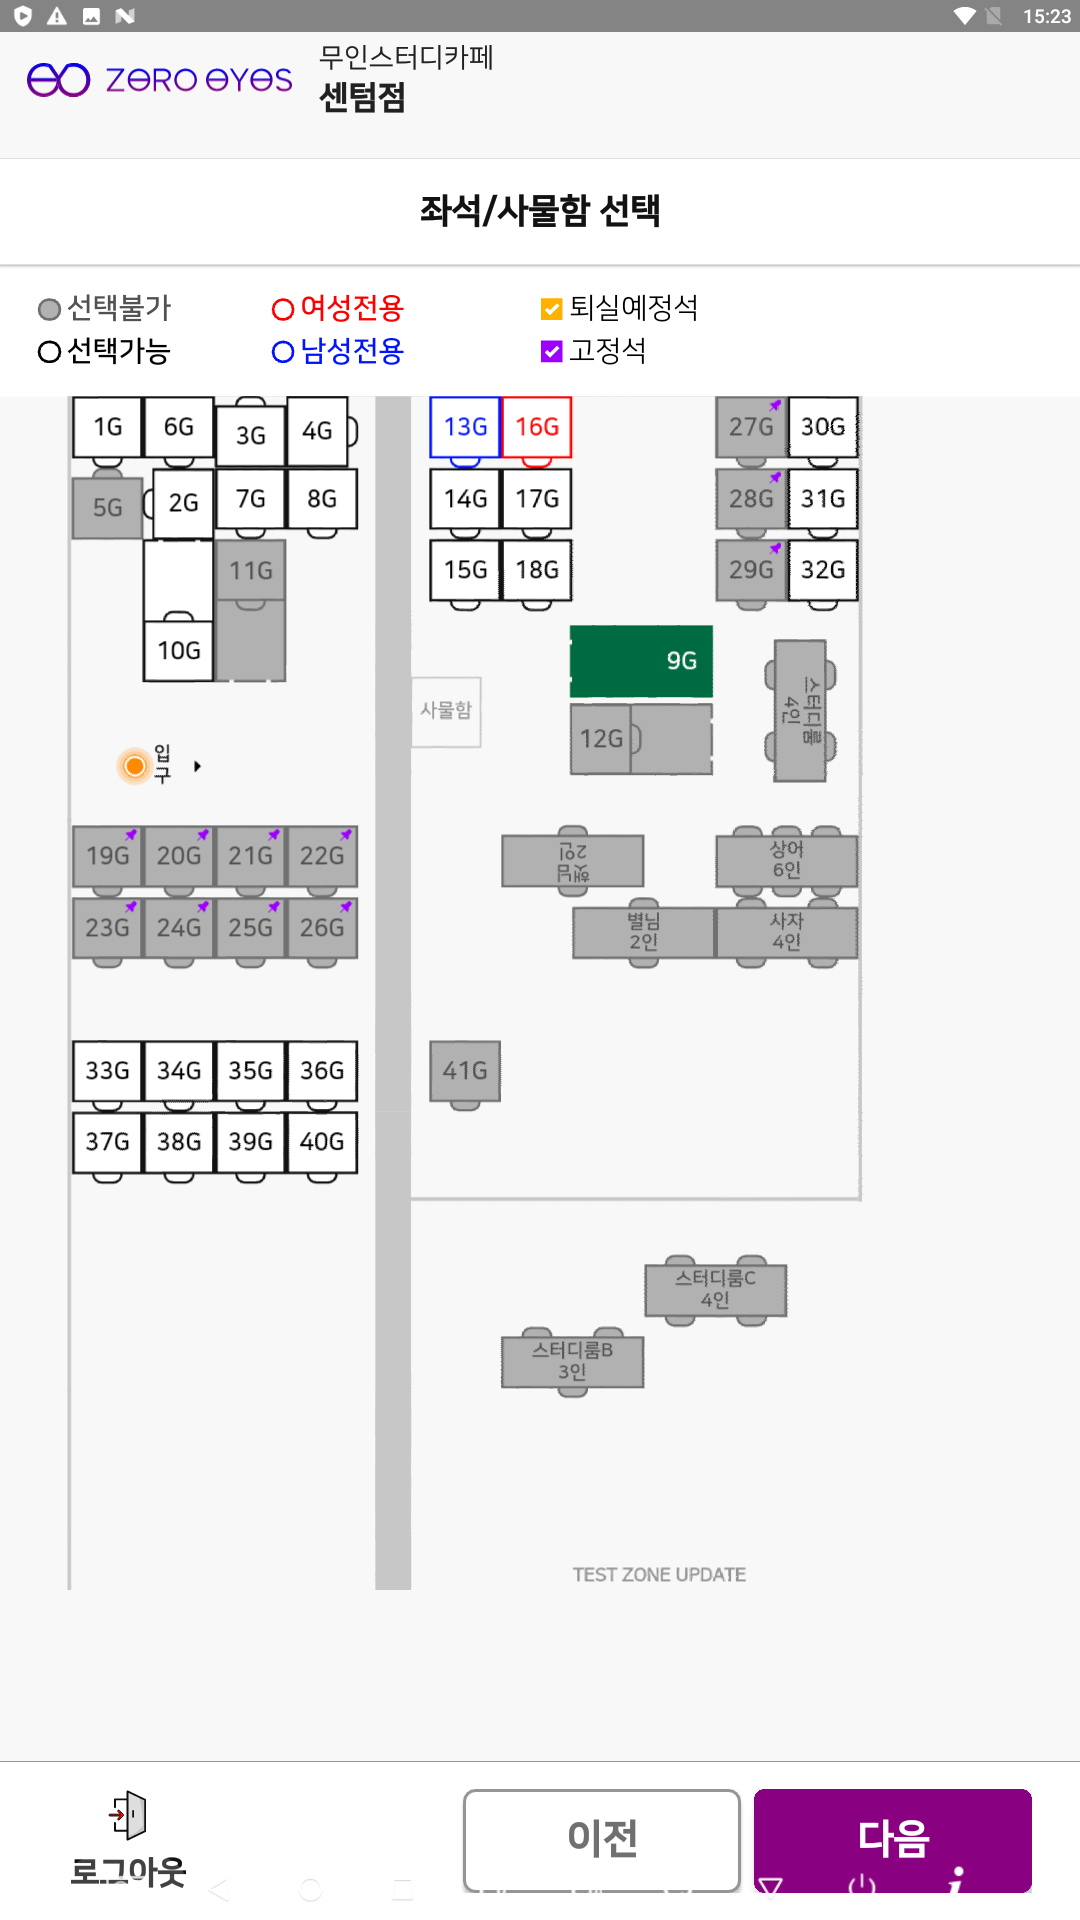 15:23
ZERO EYES
무인스터디카페
센텀점
좌석/사물함 선택
선택불가
여성전용
퇴실예정석
선택가능
남성전용
고정석
1G 6G 3G 4G 13G 16G 27G 30G
5G 2G 7G 8G 14G 17G 28G 31G
11G 15G 18G 29G 32G
10G 9G
사물함
12G
스터디룸
4인
입
구
19G 20G 21G 22G
햇님
2인
상어
6인
23G 24G 25G 26G
별님
2인
사자
4인
33G 34G 35G 36G 41G
37G 38G 39G 40G
스터디룸C
4인
스터디룸B
3인
TEST ZONE UPDATE
로그아웃
이전
다음